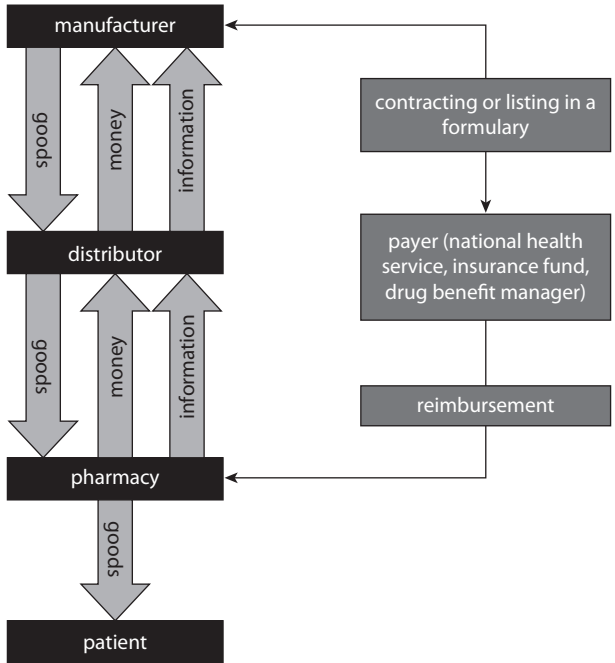 manufacturer
goods
money
information
contracting or listing in a
formulary
distributor
payer (national health
service, insurance fund,
drug benefit manager)
goods
money
information
reimbursement
pharmacy
goods
patient